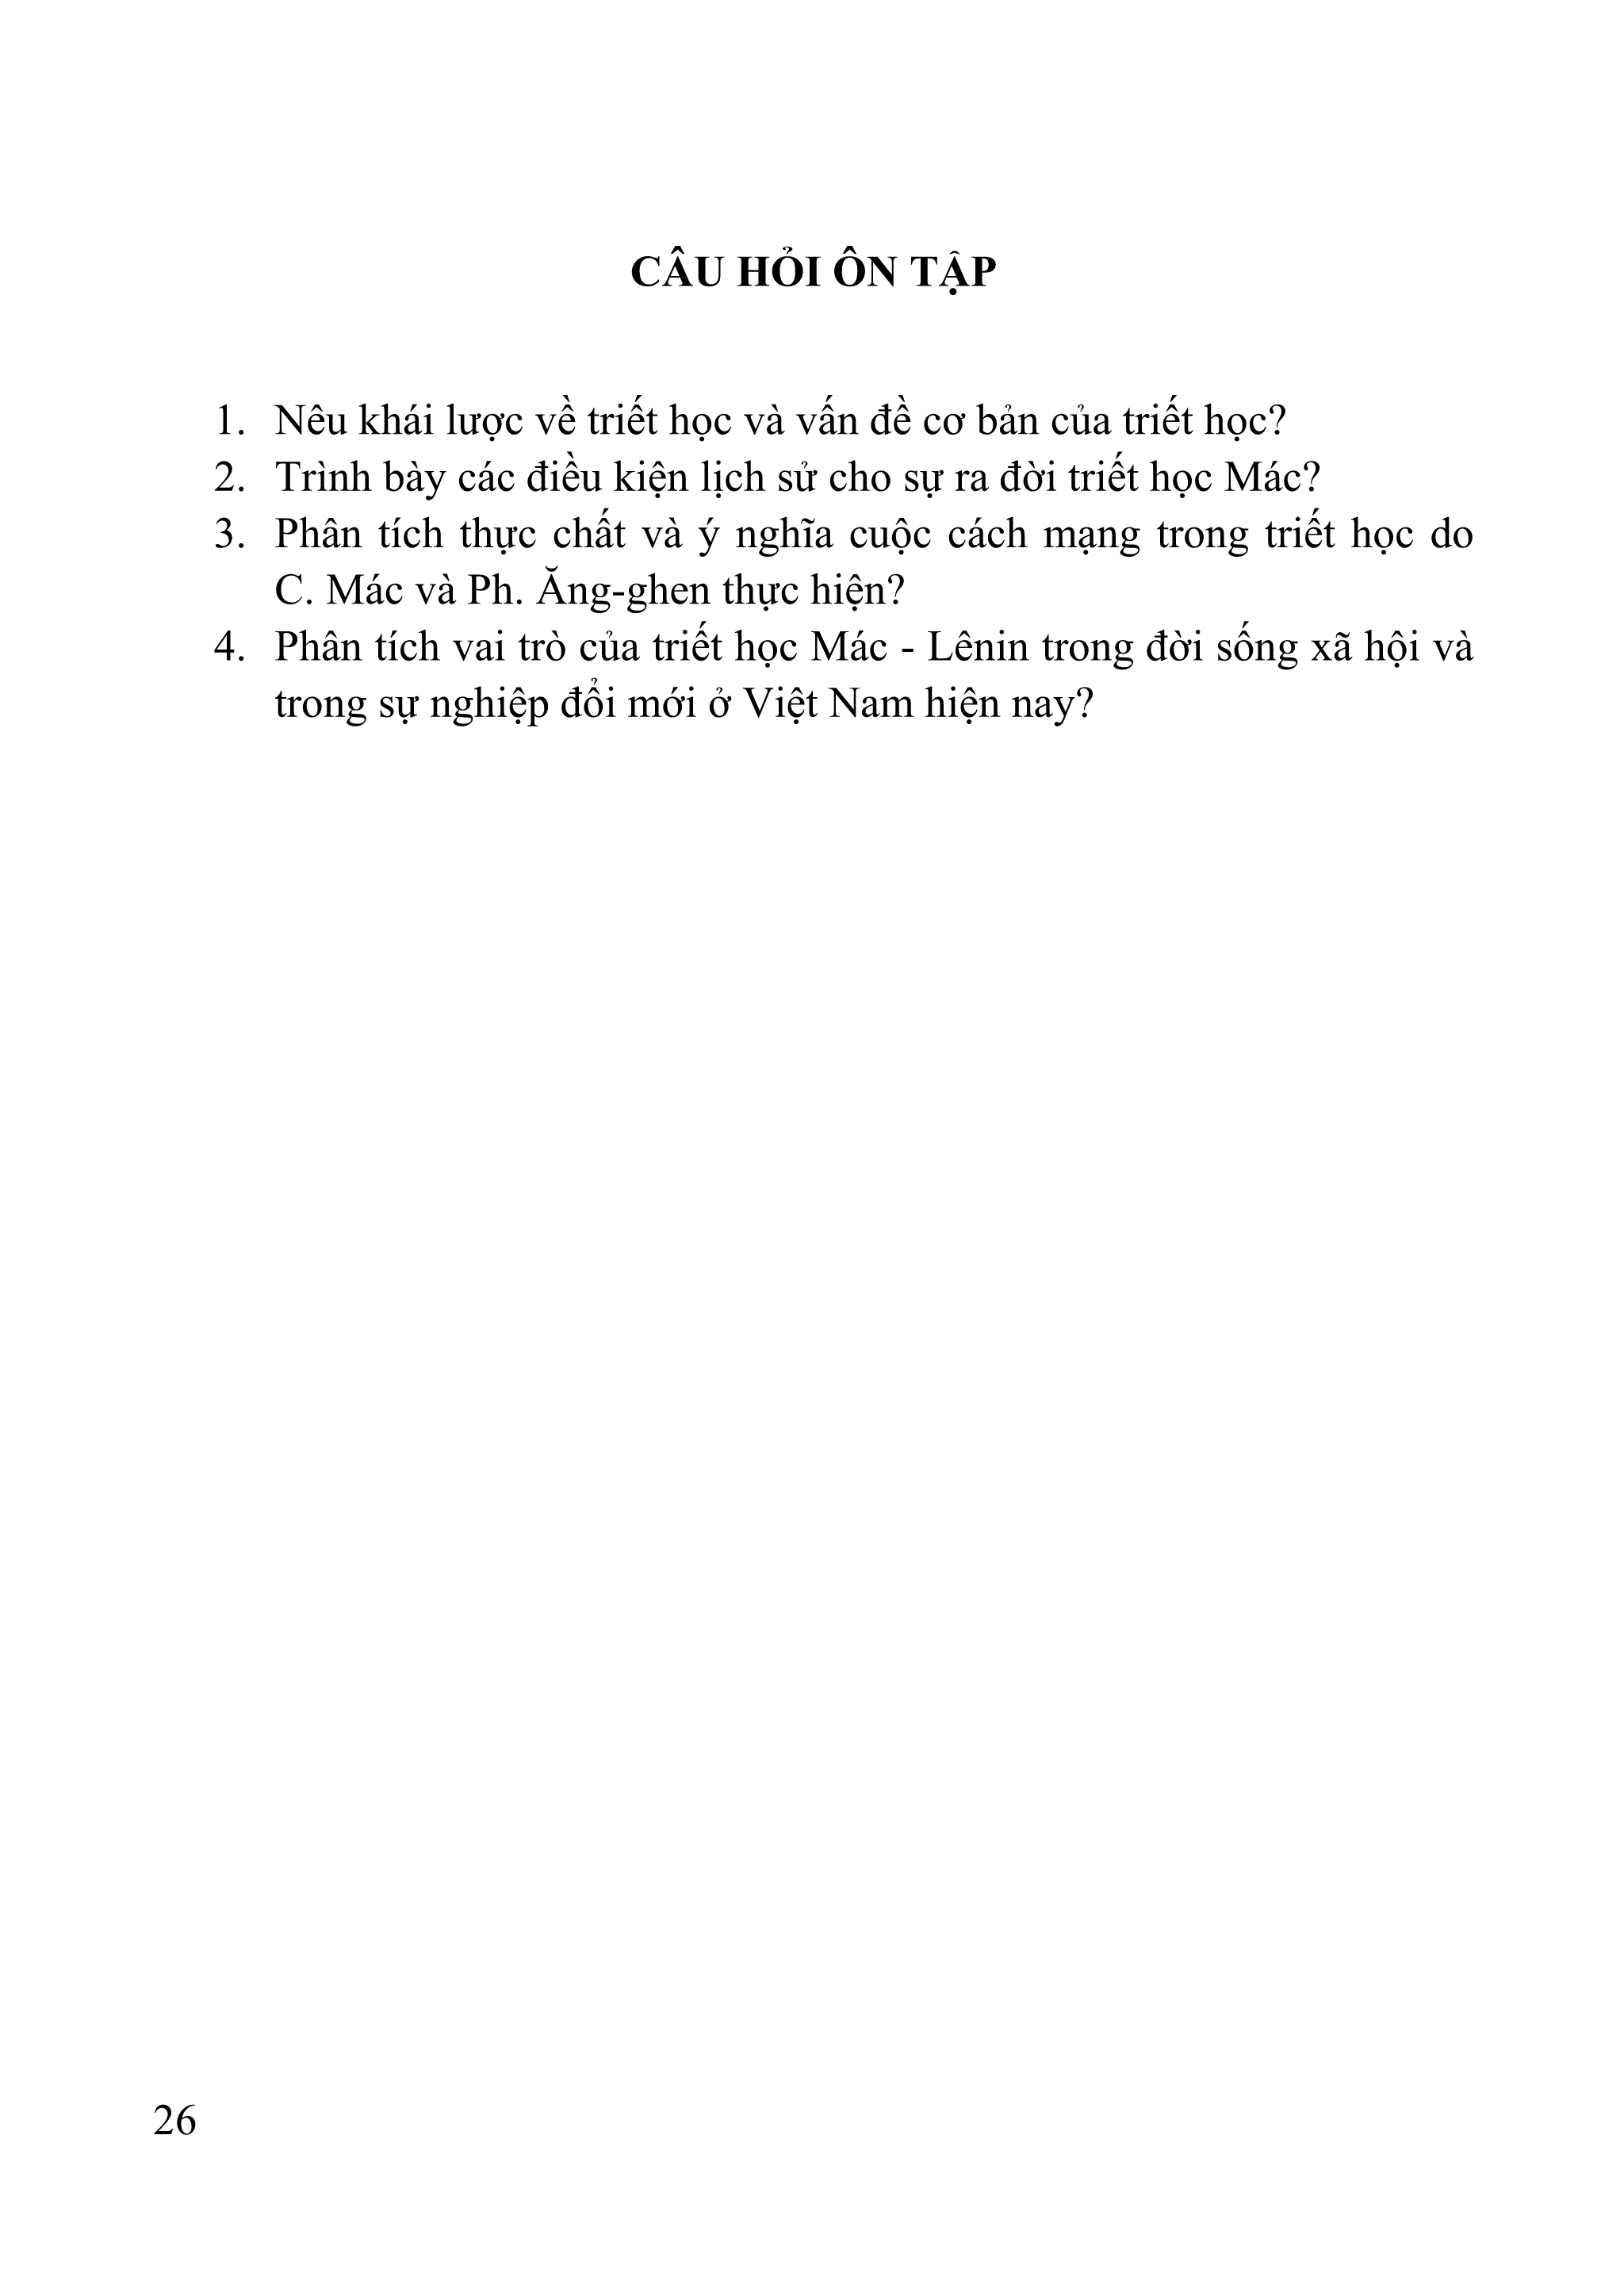 CÂU HỎI ÔN TẬP
1. Nêu khái lược về triết học và vấn đề cơ bản của triết học?
2. Trình bày các điều kiện lịch sử cho sự ra đời triết học Mác?
3. Phân tích thực chất và ý nghĩa cuộc cách mạng trong triết học do
C. Mác và Ph. Ăng-ghen thực hiện?
4. Phân tích vai trò của triết học Mác - Lênin trong đời sống xã hội và
trong sự nghiệp đổi mới ở Việt Nam hiện nay?
26